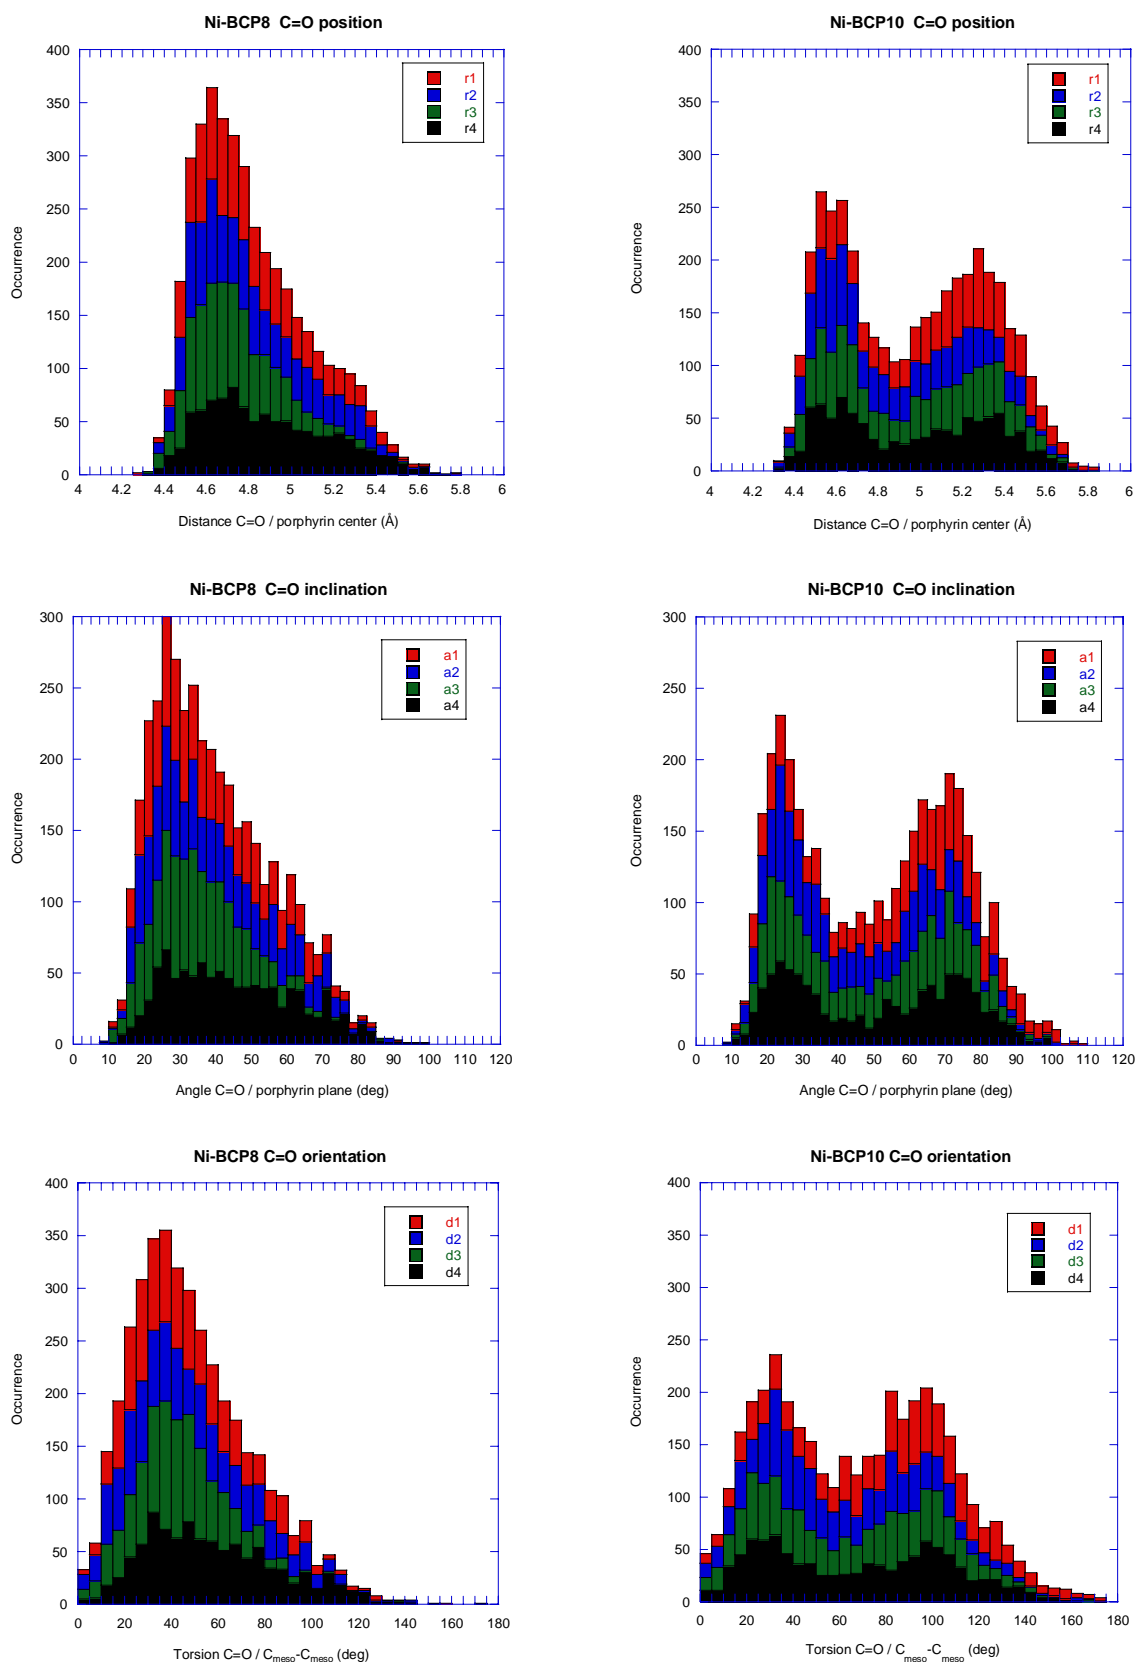 Ni-BCP8 C=O position
400
350
300
250
200
150
100
50
0
Occurrence
r1
r2
r3
r4
4
4.2
4.4
4.6
4.8
5
5.2
5.4
5.6
5.8
6
Distance C=O / porphyrin center (Å)
Ni-BCP10 C=O position
400
350
300
250
200
150
100
50
0
Occurrence
r1
r2
r3
r4
4
4.2
4.4
4.6
4.8
5
5.2
5.4
5.6
5.8
6
Distance C=O / porphyrin center (Å)
Ni-BCP8 C=O inclination
300
250
200
150
100
50
0
Occurrence
a1
a2
a3
a4
0
10
20
30
40
50
60
70
80
90
100
120
Angle C=O / porphyrin plane (deg)
Ni-BCP10 C=O inclination
300
250
200
150
100
50
0
Occurrence
a1
a2
a3
a4
0
10
20
30
40
50
60
70
80
90
100
110
120
Angle C=O / porphyrin plane (deg)
Ni-BCP8 C=O orientation
400
350
300
250
200
150
100
50
0
Occurrence
d1
d2
d3
d4
0
20
40
60
80
100
120
140
160
180
Torsion C=O / Cmeso-Cmeso (deg)
Ni-BCP10 C=O orientation
400
350
300
250
200
150
100
50
0
Occurrence
d1
d2
d3
d4
0
20
40
60
80
100
120
140
160
180
Torsion C=O / Cmeso-Cmeso (deg)